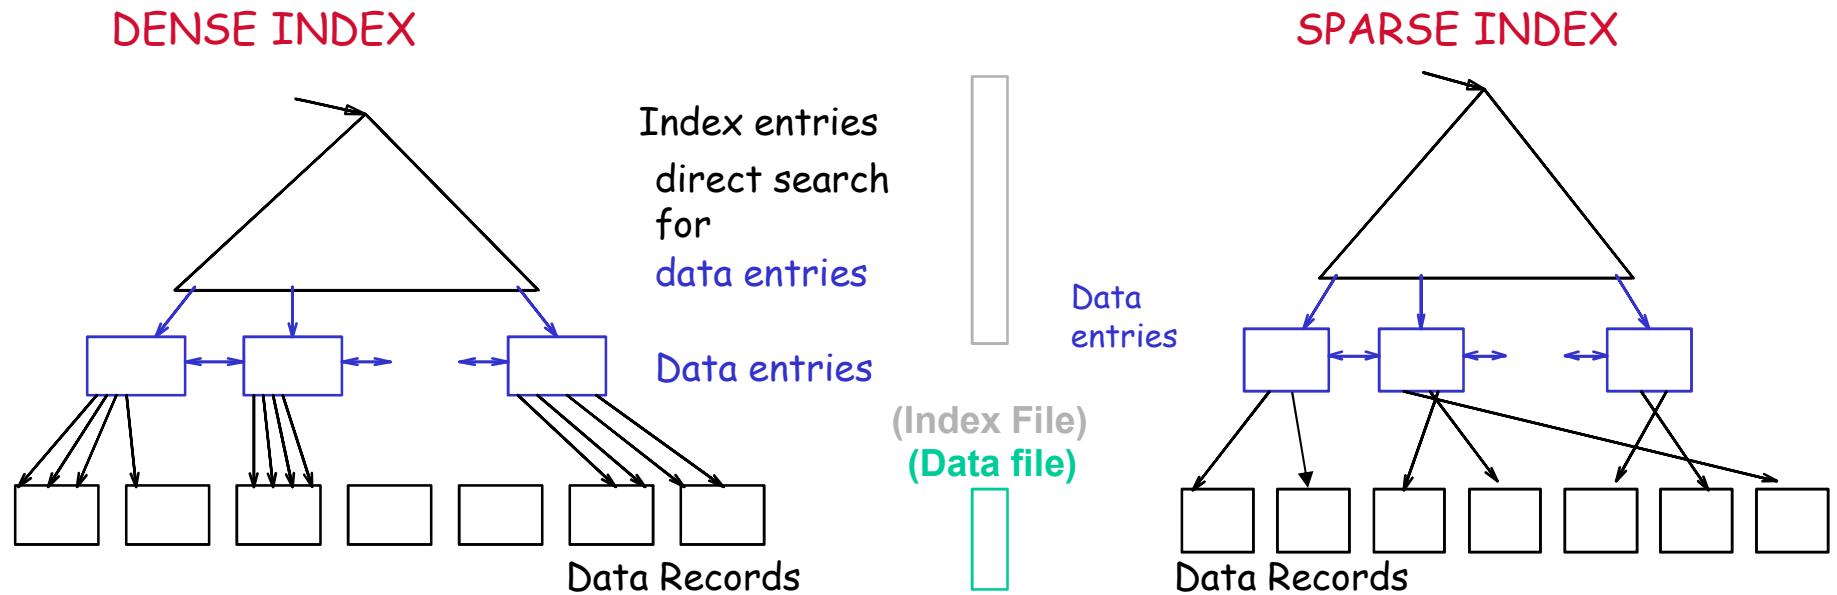 DENSE INDEX
SPARSE INDEX
Index entries
direct search
for
data entries
Data entries
(Index File)
(Data file)
Data Records
Data
entries
Data Records